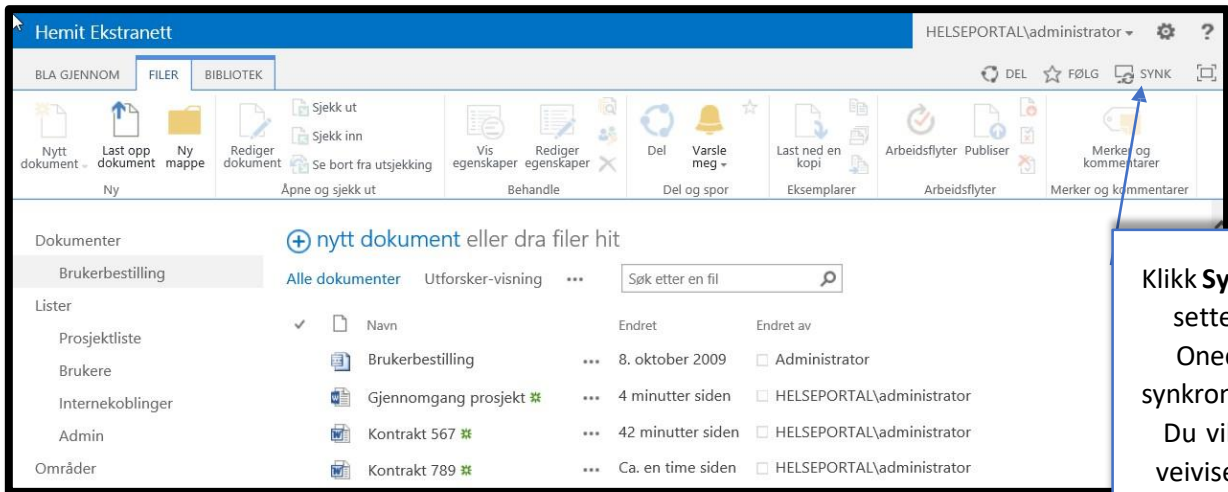 Hemit Ekstranett HELSEPORTAL\administrator ?
BLA GJENNOM FILER BIBLIOTEK DEL FØLG SYNK
Nytt dokument
Last opp dokument
Ny mappe
Ny
Rediger dokument
Sjekk ut
Sjekk inn
Se bort fra utsjekking
Åpne og sjekk ut
Vis egenskaper
Rediger egenskaper
Behandle
Del
Varsle meg
Del og spor
Last ned en kopi
Eksemplarer
Arbeidsflyter Publiser
Arbeidsflyter
Merker og kommentarer
Merker og kommentarer
Dokumenter
Brukerbestilling
Lister
Prosjektliste
Brukere
Internekoblinger
Admin
Områder
nytt dokument eller dra filer hit
Alle dokumenter Utforsker-visning ••• Søk etter en fil
Navn Endret Endret av
Brukerbestilling ••• 8. oktober 2009 Administrator
Gjennomgang prosjekt ••• 4 minutter siden HELSEPORTAL\administrator
Kontrakt 567 ••• 42 minutter siden HELSEPORTAL\administrator
Kontrakt 789 ••• Ca. en time siden HELSEPORTAL\administrator
Klikk
Du